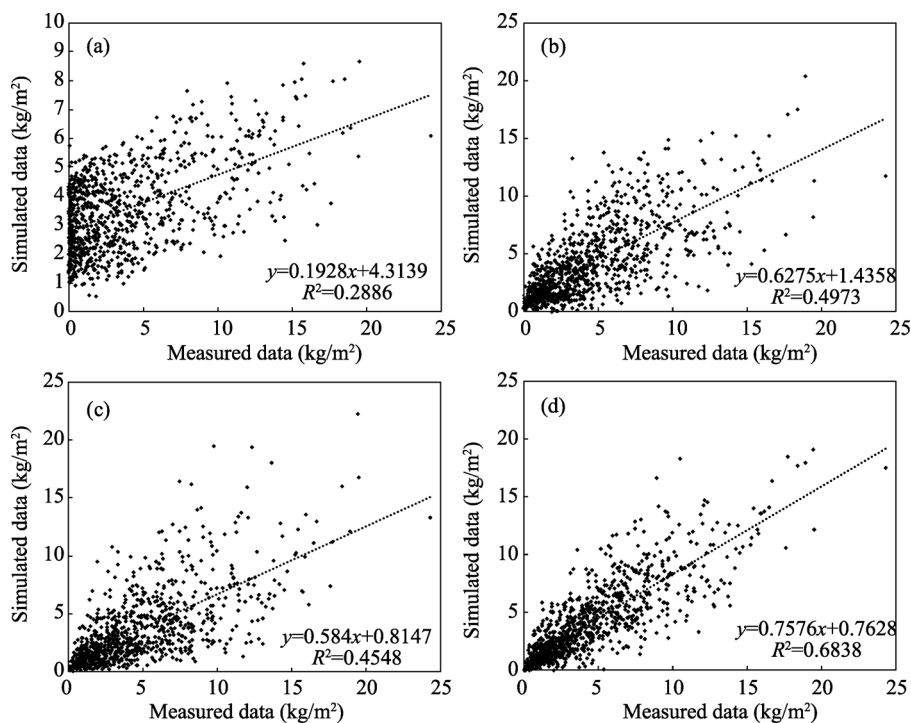 (a)
10
9
8
7
6
5
4
3
2
1
0
0 5 10 15 20 25
Simulated data (kg/m²)
Measured data (kg/m²)
y=0.1928x+4.3139
R²=0.2886
(b)
25
20
15
10
5
0
0 5 10 15 20 25
Simulated data (kg/m²)
Measured data (kg/m²)
y=0.6275x+1.4358
R²=0.4973
(c)
25
20
15
10
5
0
0 5 10 15 20 25
Simulated data (kg/m²)
Measured data (kg/m²)
y=0.584x+0.8147
R²=0.4548
(d)
25
20
15
10
5
0
0 5 10 15 20 25
Simulated data (kg/m²)
Measured data (kg/m²)
y=0.7576x+0.7628
R²=0.6838